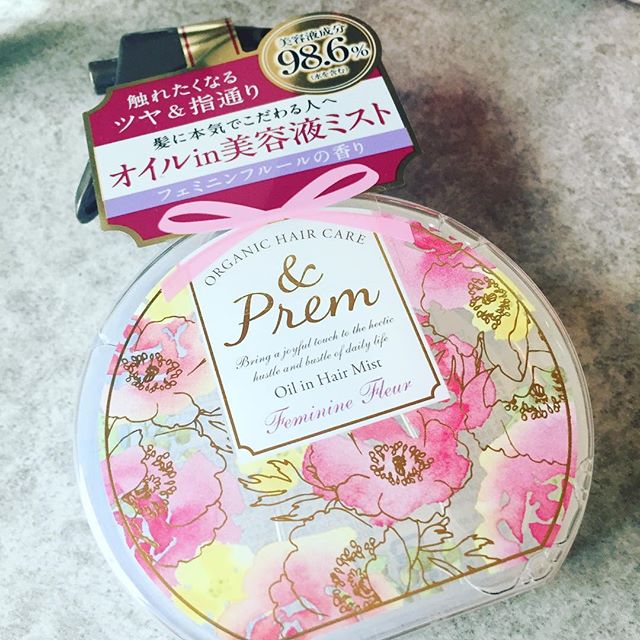 美容液成分
98.6%
(水を含む)
触れたくなる
ツヤ&指通り
髪に本気でこだわる人へ
オイルin美容液ミスト
フェミニンフルールの香り
ORGANIC HAIR CARE
&
Prem
Bring a joyful touch to the hectic
hustle and bustle of daily life
Oil in Hair Mist
Feminine Fleur